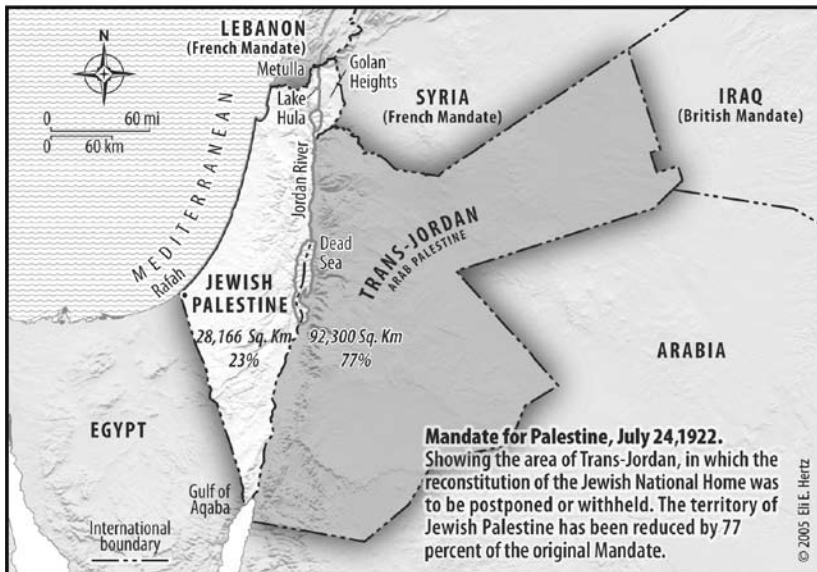 N
0 60 mi
0 60 km
LEBANON
(French Mandate)
Metulla
Golan
Heights
Lake
Hula
SYRIA
(French Mandate)
IRAQ
(British Mandate)
MEDITERRANEAN
Jordan River
TRANS-JORDAN
ARAB PALESTINE
Dead
Sea
Rafah
JEWISH
PALESTINE
28,166 Sq. Km
23%
92,300 Sq. Km
77%
ARABIA
EGYPT
Gulf of
Aqaba
International
boundary
Mandate for Palestine, July 24,1922.
Showing the area of Trans-Jordan, in which the
reconstitution of the Jewish National Home was
to be postponed or withheld. The territory of
Jewish Palestine has been reduced by 77
percent of the original Mandate.
© 2005 Eli E. Hertz